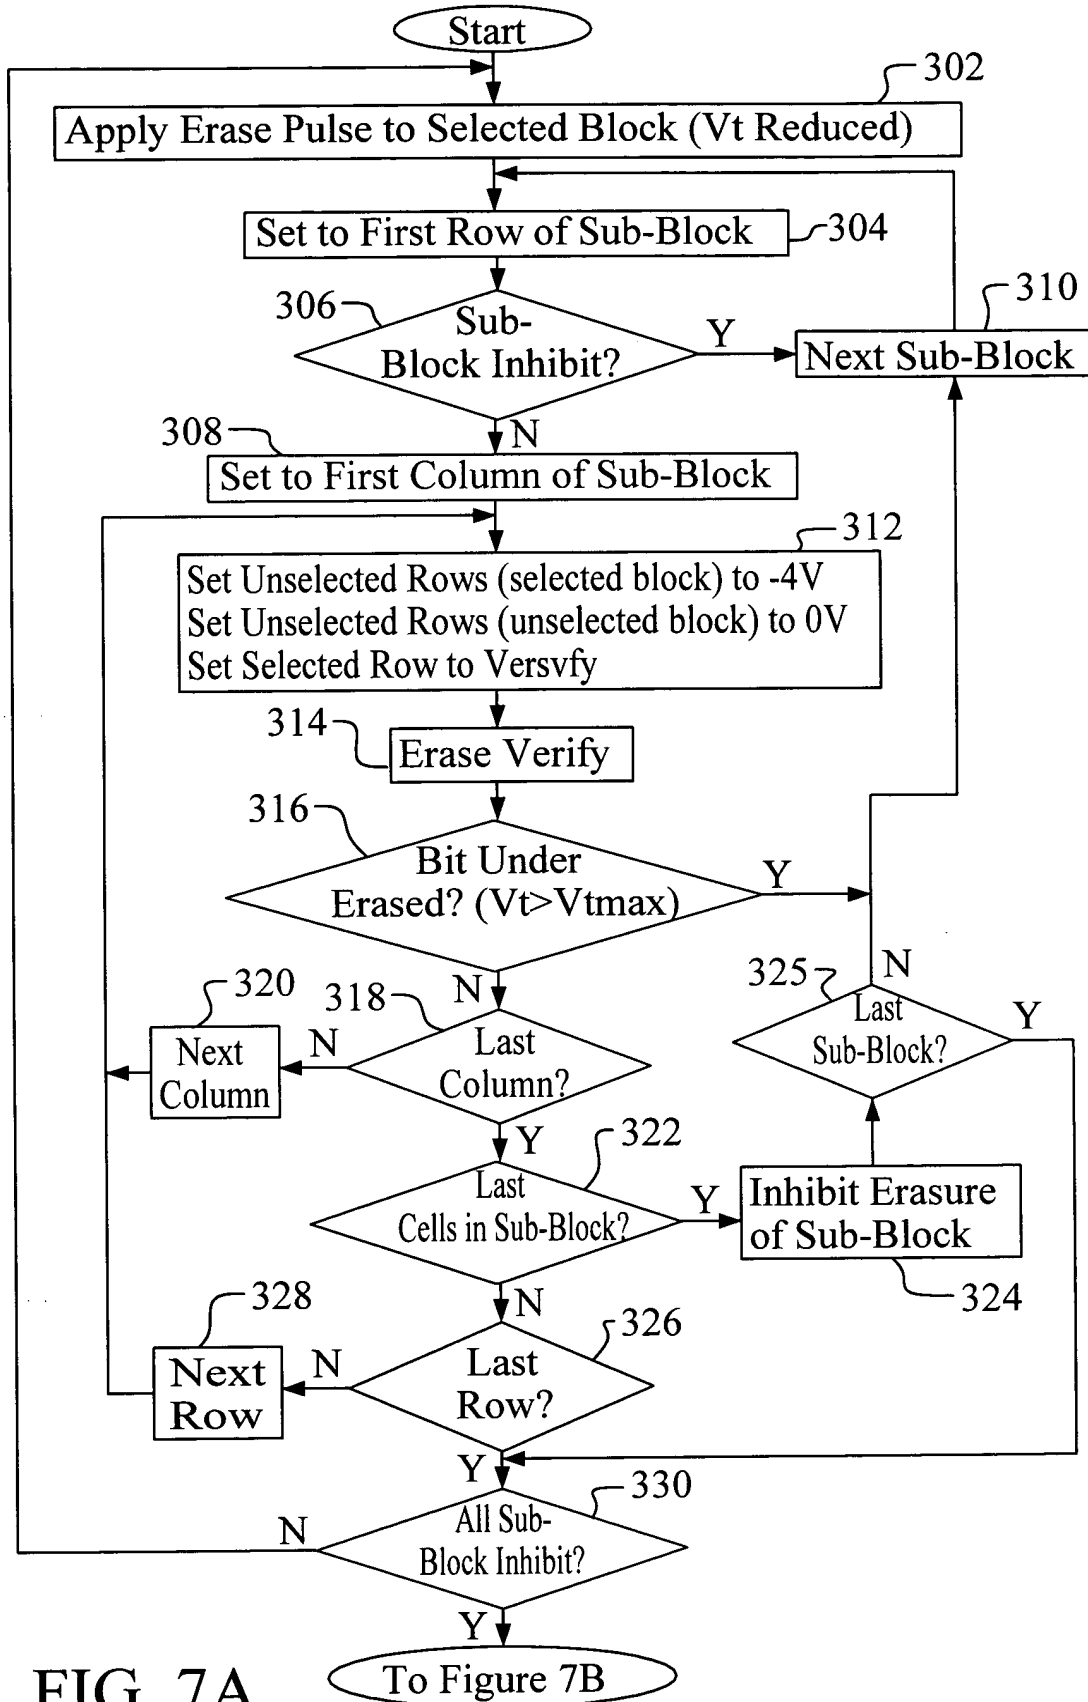 Start
302
Apply Erase Pulse to Selected Block (Vt Reduced)
Set to First Row of Sub-Block
304
306
Sub-
Block Inhibit?
Y
310
Next Sub-Block
N
308
Set to First Column of Sub-Block
312
Set Unselected Rows (selected block) to -4V
Set Unselected Rows (unselected block) to 0V
Set Selected Row to Versvfy
314
Erase Verify
316
Bit Under
Erased? (Vt>Vtmax)
Y
N
320
Next
Column
N
318
Last
Column?
325
N
Last
Sub-Block?
Y
Y
322
Last
Cells in Sub-Block?
Y
Inhibit Erasure
of Sub-Block
324
N
328
Next
Row
N
326
Last
Row?
Y
330
All Sub-
Block Inhibit?
N
Y
To Figure 7B
FIG. 7A